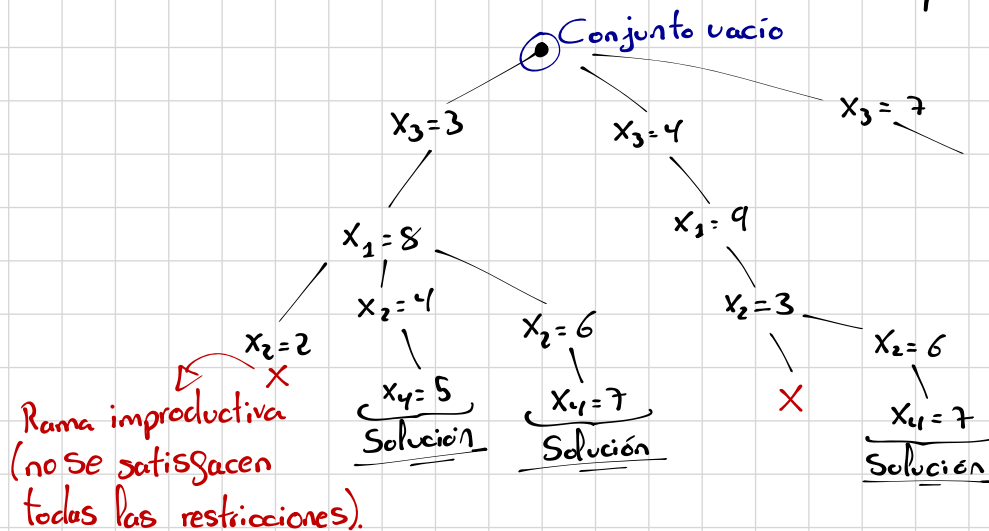 Conjunto vacío
x₃ = 7
x₃ = 3
x₃ = 4
x₁ = 8
x₁ = 9
x₂ = 4
x₂ = 3
x₂ = 2
x₂ = 6
x₂ = 6
X
x₄ = 5
x₄ = 7
X
x₄ = 7
Solución
Solución
Solución
Rama improductiva
(no se satisfacen
todas las restricciones).